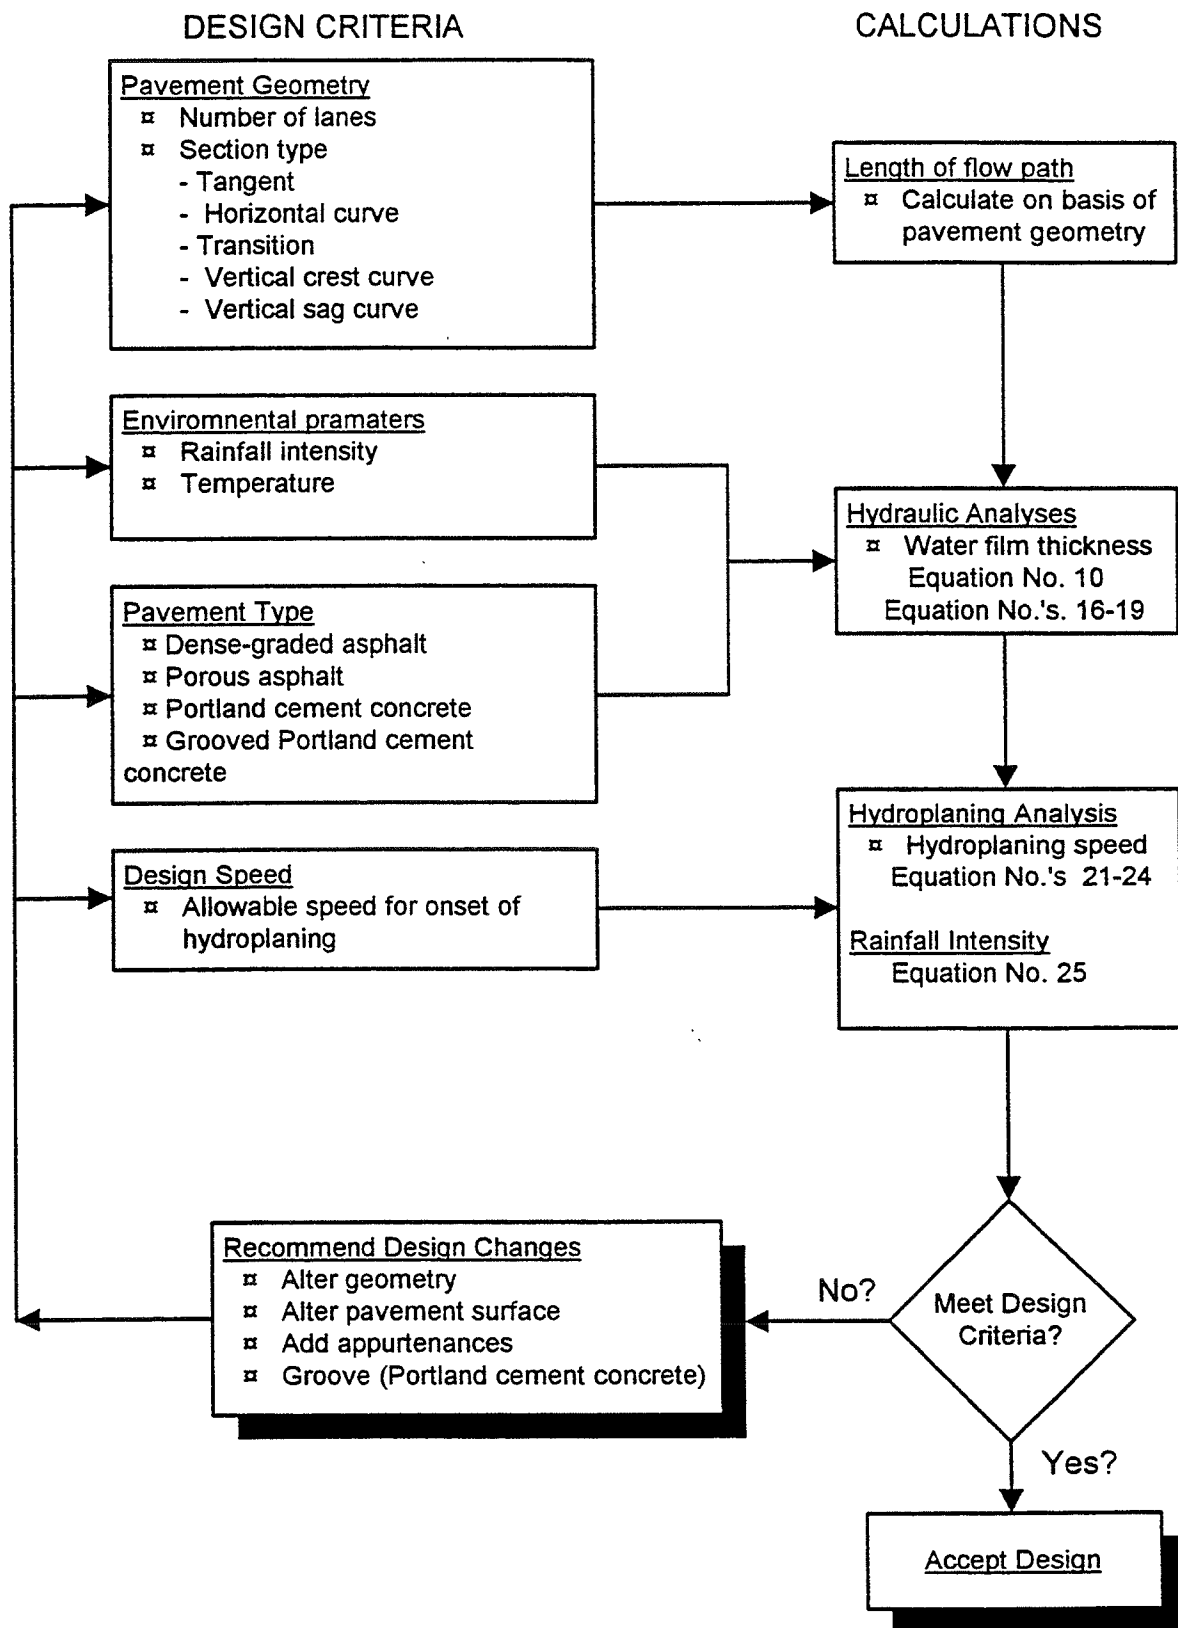 DESIGN CRITERIA
CALCULATIONS
Pavement Geometry
¤ Number of lanes
¤ Section type
- Tangent
- Horizontal curve
- Transition
- Vertical crest curve
- Vertical sag curve
Length of flow path
¤ Calculate on basis of
pavement geometry
Enviromnental pramaters
¤ Rainfall intensity
¤ Temperature
Hydraulic Analyses
¤ Water film thickness
Equation No. 10
Equation No.'s. 16-19
Pavement Type
¤ Dense-graded asphalt
¤ Porous asphalt
¤ Portland cement concrete
¤ Grooved Portland cement
concrete
Hydroplaning Analysis
¤ Hydroplaning speed
Equation No.'s 21-24
Rainfall Intensity
Equation No. 25
Design Speed
¤ Allowable speed for onset of
hydroplaning
Recommend Design Changes
¤ Alter geometry
¤ Alter pavement surface
¤ Add appurtenances
¤ Groove (Portland cement concrete)
No?
Meet Design
Criteria?
Yes?
Accept Design